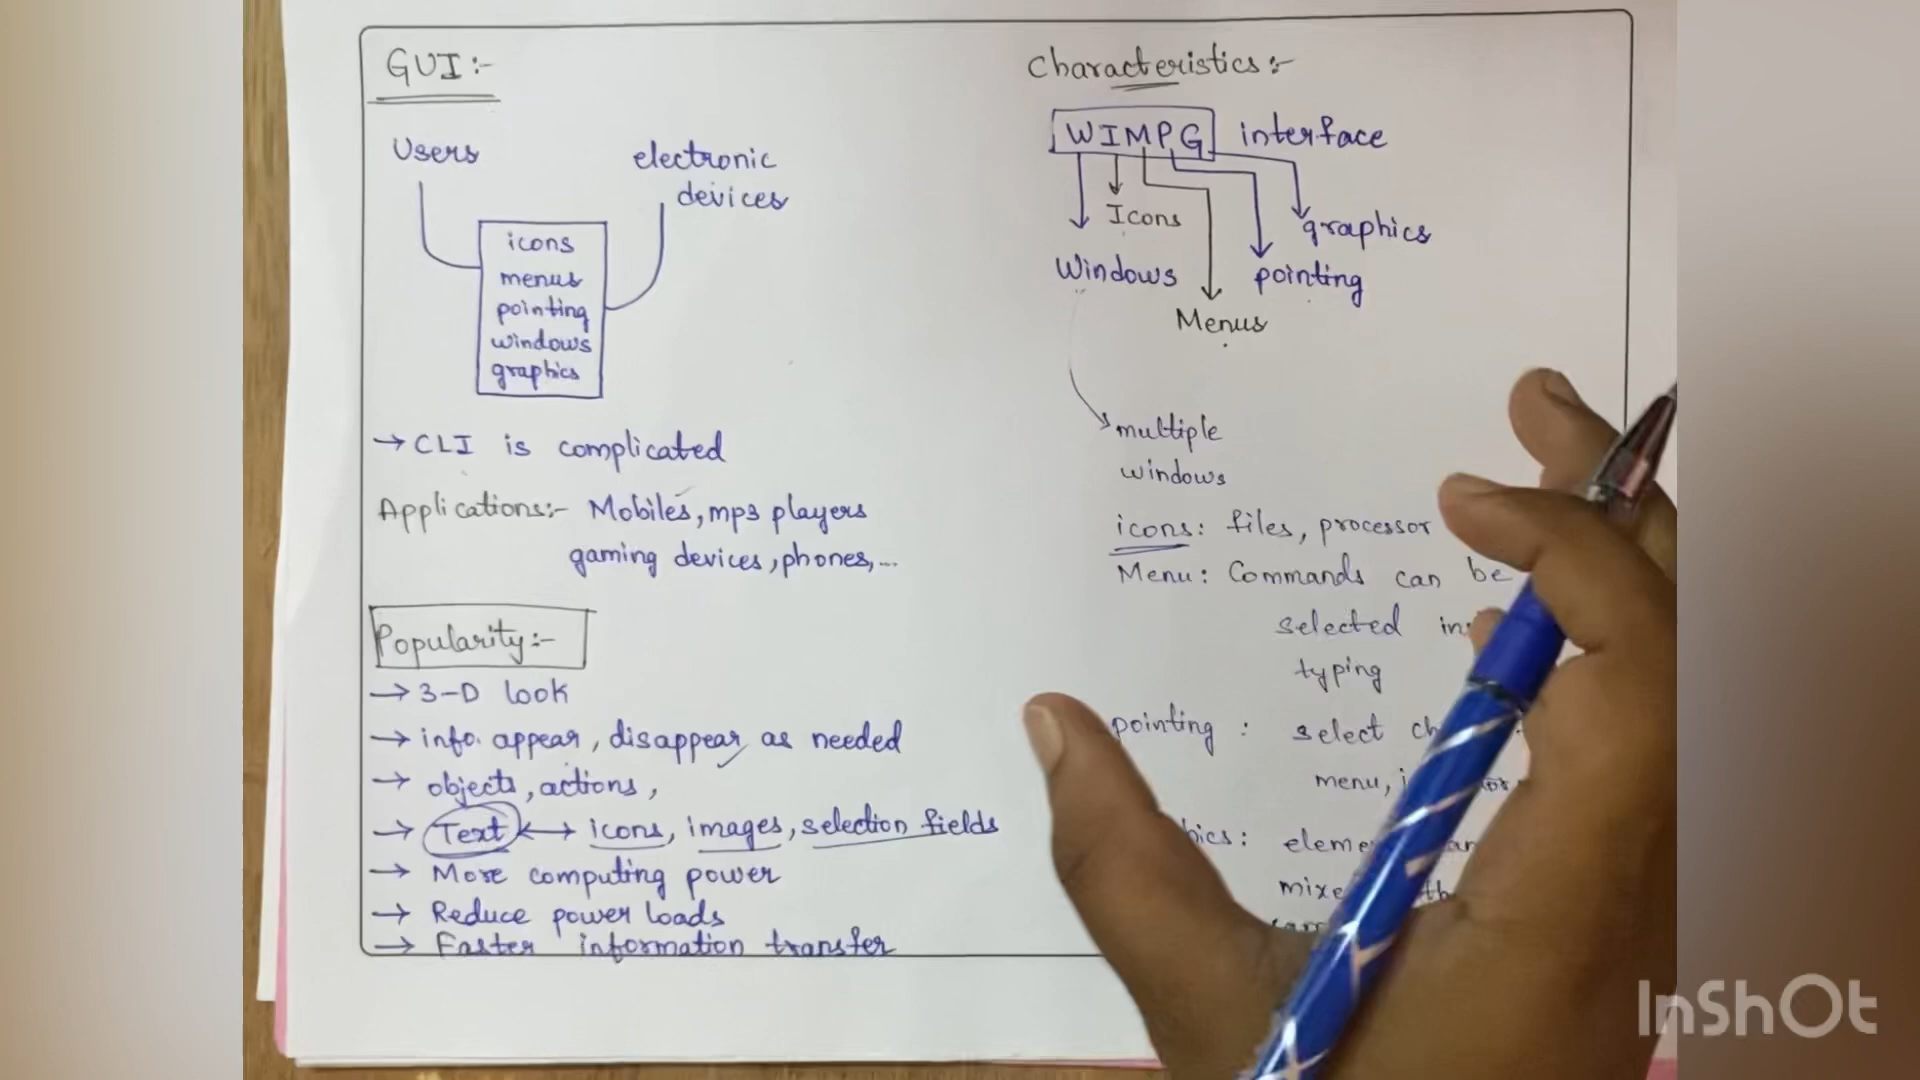 GUI:-
Users
electronic
devices
icons
menus
pointing
windows
graphics
→ CLI is complicated
Applications:- Mobiles, mp3 players
gaming devices, phones,...
Popularity:-
→ 3-D look
→ info. appear, disappear as needed
→ objects, actions,
→ Text ↔ icons, images, selection fields
→ More computing power
→ Reduce power loads
→ Faster information transfer
Characteristics:-
WIMPG interface
Icons
graphics
Windows
pointing
Menus
multiple
windows
icons: files, processor
Menu: Commands can be
selected
typing
pointing : select
menu,
InShOt